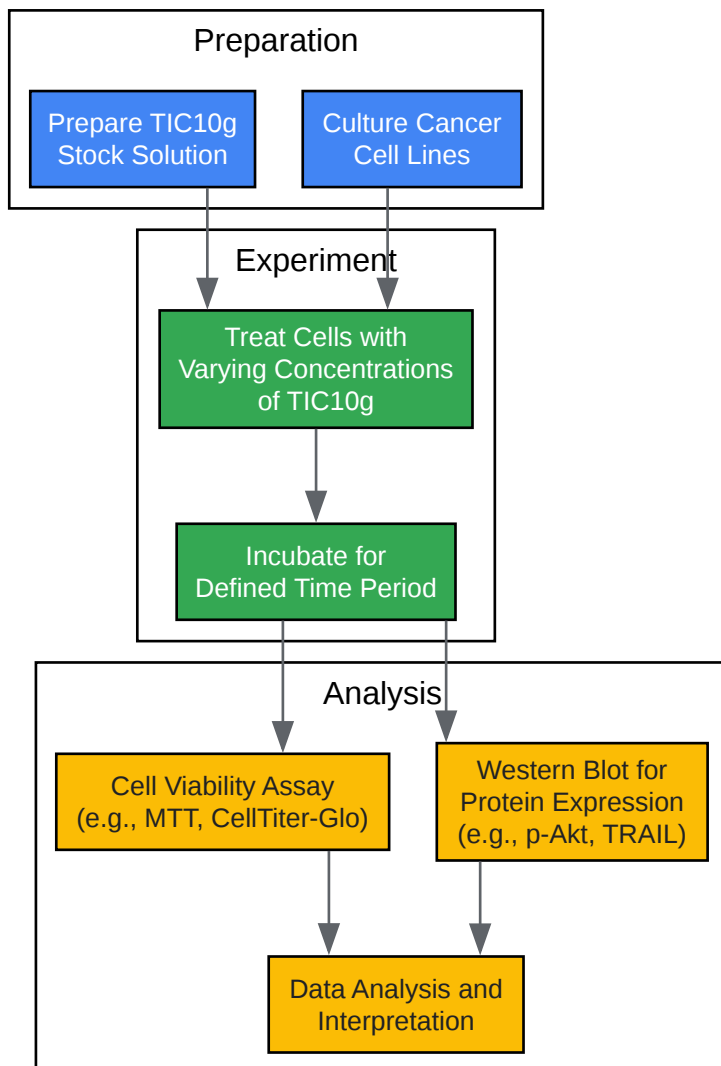 Preparation
Prepare TIC10g
Stock Solution
Culture Cancer
Cell Lines
Experiment
Treat Cells with
Varying Concentrations
of TIC10g
Incubate for
Defined Time Period
Analysis
Cell Viability Assay
(e.g., MTT, CellTiter-Glo)
Western Blot for
Protein Expression
(e.g., p-Akt, TRAIL)
Data Analysis and
Interpretation